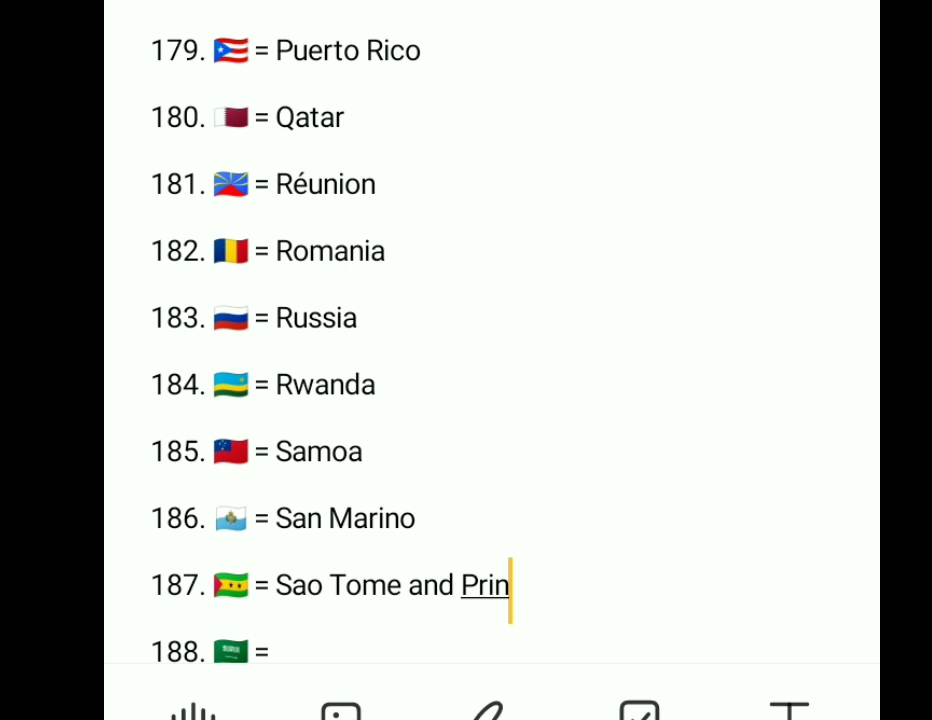 179. 🇵🇷 = Puerto Rico
180. 🇶🇦 = Qatar
181. 🇷🇪 = Réunion
182. 🇷🇴 = Romania
183. 🇷🇺 = Russia
184. 🇷🇼 = Rwanda
185. 🇼🇸 = Samoa
186. 🇸🇲 = San Marino
187. 🇸🇹 = Sao Tome and Prin
188. 🇸🇦 =